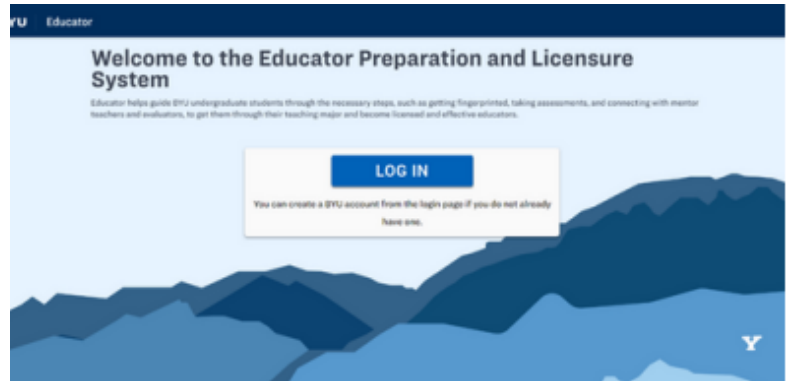 YU Educator
Welcome to the Educator Preparation and Licensure
System
Educator helps guide BYU undergraduate students through the necessary steps, such as getting fingerprinted, taking assessments, and connecting with mentor
teachers and evaluators, to get them through their teaching major and become licensed and effective educators.
LOG IN
You can create a BYU account from the login page if you do not already
have one.
Y